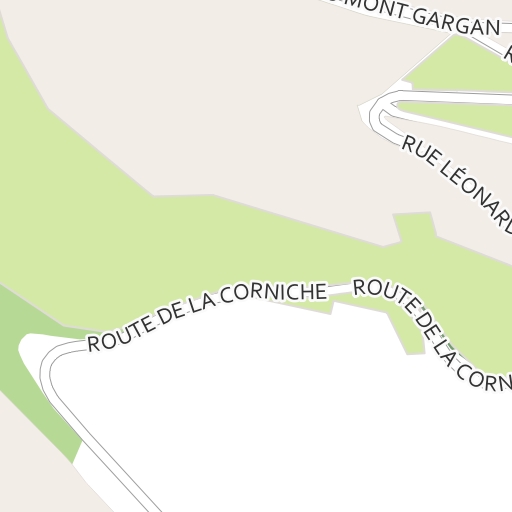 MONT GARGAN
R
RUE LÉONARD
ROUTE DE LA CORNICHE
ROUTE DE LA CORN